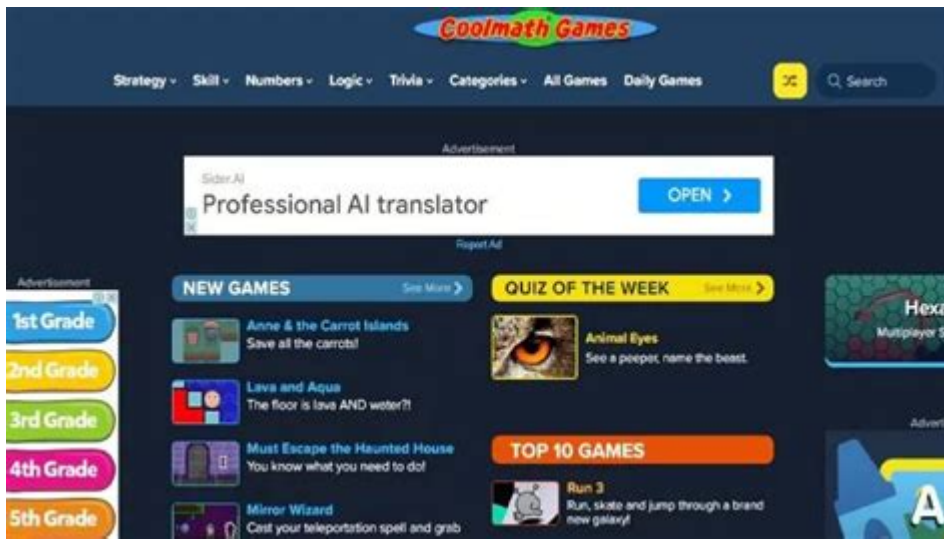 Coolmath Games
Strategy Skill Numbers Logic Trivia Categories All Games Daily Games Search
Advertisement
Sider.AI
Professional AI translator
OPEN
Report Ad
Advertisement
1st Grade
2nd Grade
3rd Grade
4th Grade
5th Grade
NEW GAMES See More
Anne & the Carrot Islands
Save all the carrots!
Lava and Aqua
The floor is lava AND water?!
Must Escape the Haunted House
You know what you need to do!
Mirror Wizard
Cast your teleportation spell and grab
QUIZ OF THE WEEK See More
Animal Eyes
See a peeper, name the beast.
TOP 10 GAMES
Run 3
Run, skate and jump through a brand
new galaxy!
Hexa
Multiplayer S
Advert
A